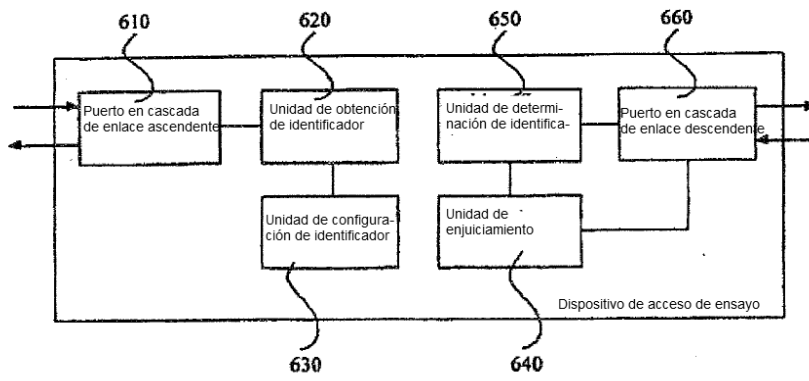 610
620
650
660
Puerto en cascada
de enlace ascendente
Unidad de obtención
de identificador
Unidad de determi-
nación de identifica-
Puerto en cascada
de enlace descendente
Unidad de configura-
ción de identificador
Unidad de
enjuiciamiento
Dispositivo de acceso de ensayo
630
640